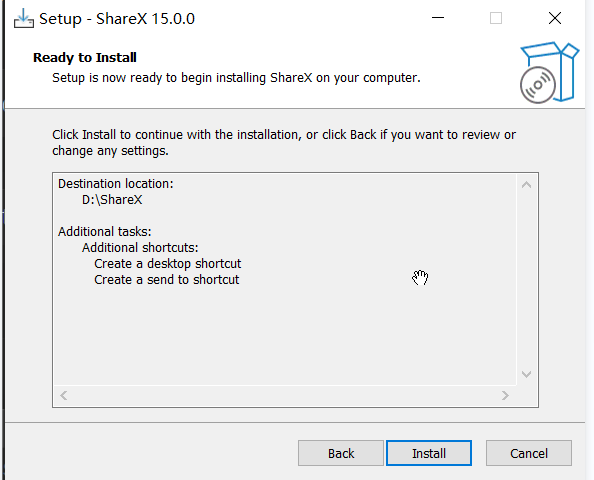 Setup - ShareX 15.0.0
Ready to Install
Setup is now ready to begin installing ShareX on your computer.
Click Install to continue with the installation, or click Back if you want to review or
change any settings.
Destination location:
D:\ShareX
Additional tasks:
Additional shortcuts:
Create a desktop shortcut
Create a send to shortcut
Back
Install
Cancel